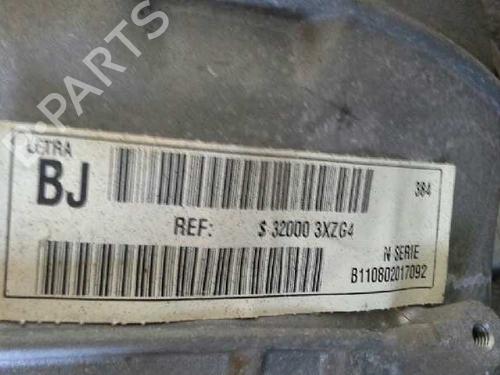 B-PARTS
LETRA
BJ
384
REF: $ 32000 3XZG4
N SERIE
B110802017092